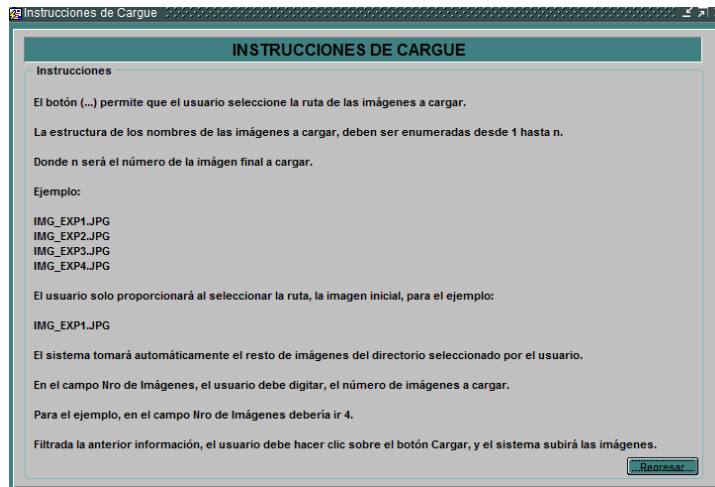 Instrucciones de Cargue
INSTRUCCIONES DE CARGUE
Instrucciones
El botón (...) permite que el usuario seleccione la ruta de las imágenes a cargar.
La estructura de los nombres de las imágenes a cargar, deben ser enumeradas desde 1 hasta n.
Donde n será el número de la imágen final a cargar.
Ejemplo:
IMG_EXP1.JPG
IMG_EXP2.JPG
IMG_EXP3.JPG
IMG_EXP4.JPG
El usuario solo proporcionará al seleccionar la ruta, la imagen inicial, para el ejemplo:
IMG_EXP1.JPG
El sistema tomará automáticamente el resto de imágenes del directorio seleccionado por el usuario.
En el campo Nro de Imágenes, el usuario debe digitar, el número de imágenes a cargar.
Para el ejemplo, en el campo Nro de Imágenes debería ir 4.
Filtrada la anterior información, el usuario debe hacer clic sobre el botón Cargar, y el sistema subirá las imágenes.
...Regresar...